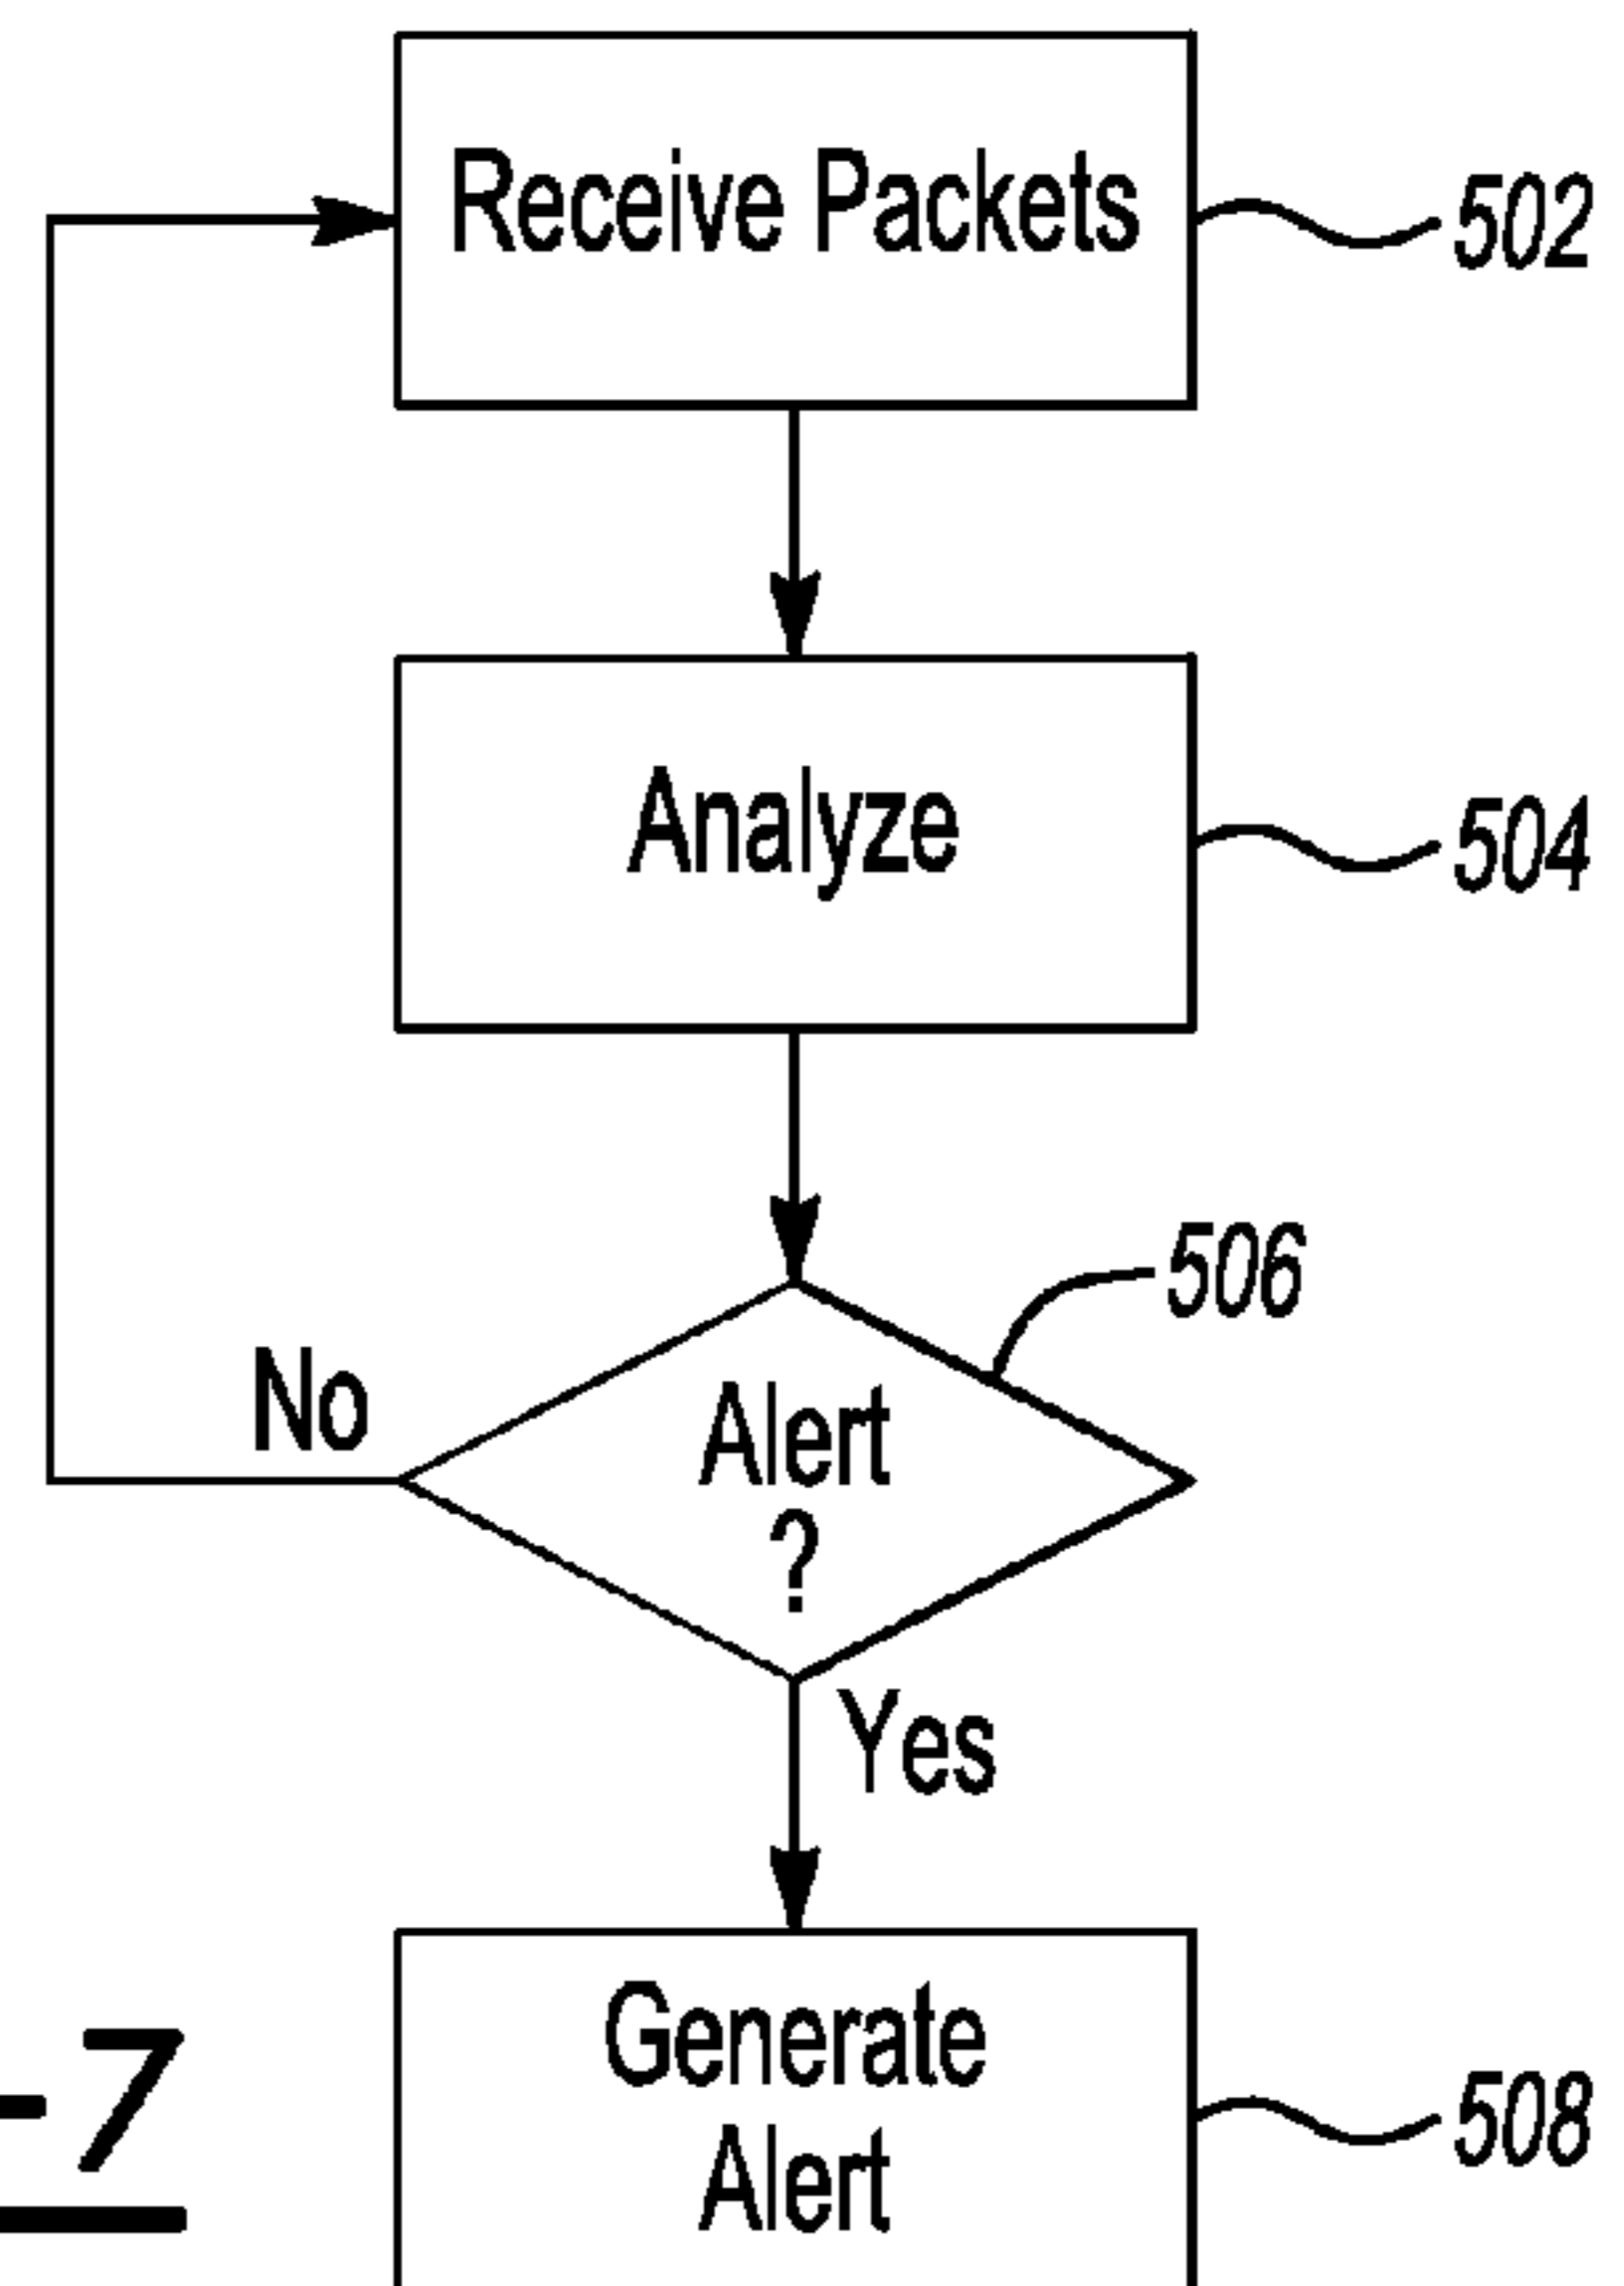 Receive Packets
502
Analyze
504
506
No
Alert
?
Yes
Generate
Alert
508
-7